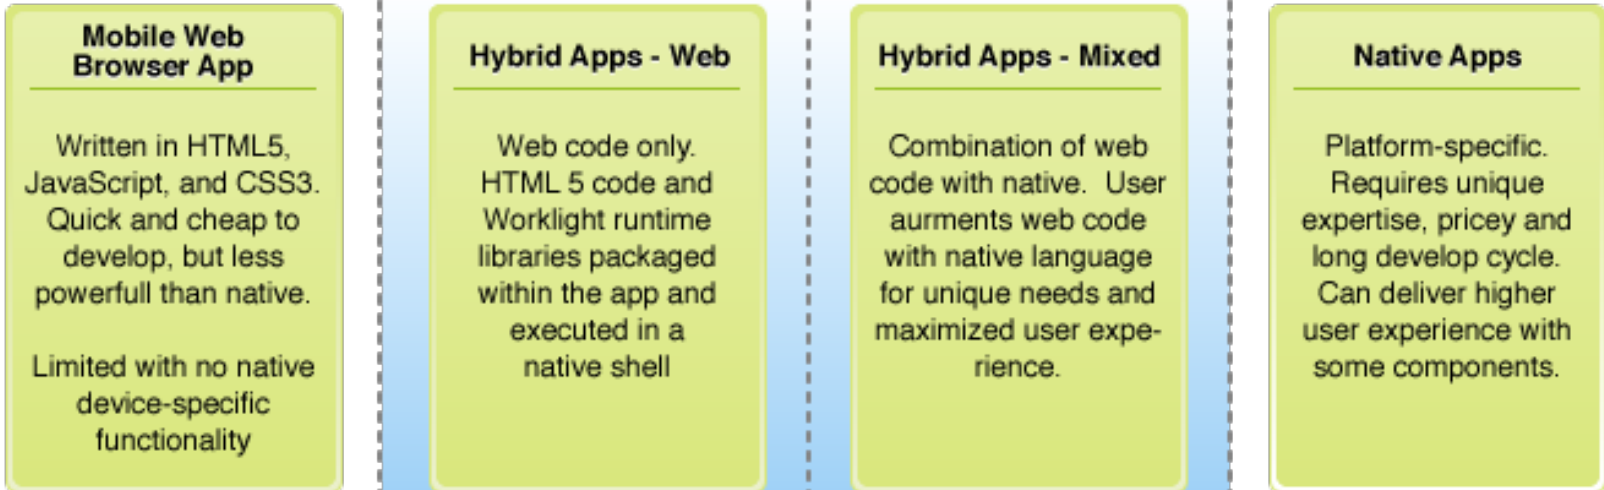 Mobile Web
Browser App
Written in HTML5,
JavaScript, and CSS3.
Quick and cheap to
develop, but less
powerfull than native.
Limited with no native
device-specific
functionality
Hybrid Apps - Web
Web code only.
HTML 5 code and
Worklight runtime
libraries packaged
within the app and
executed in a
native shell
Hybrid Apps - Mixed
Combination of web
code with native.  User
aurments web code
with native language
for unique needs and
maximized user expe-
rience.
Native Apps
Platform-specific.
Requires unique
expertise, pricey and
long develop cycle.
Can deliver higher
user experience with
some components.